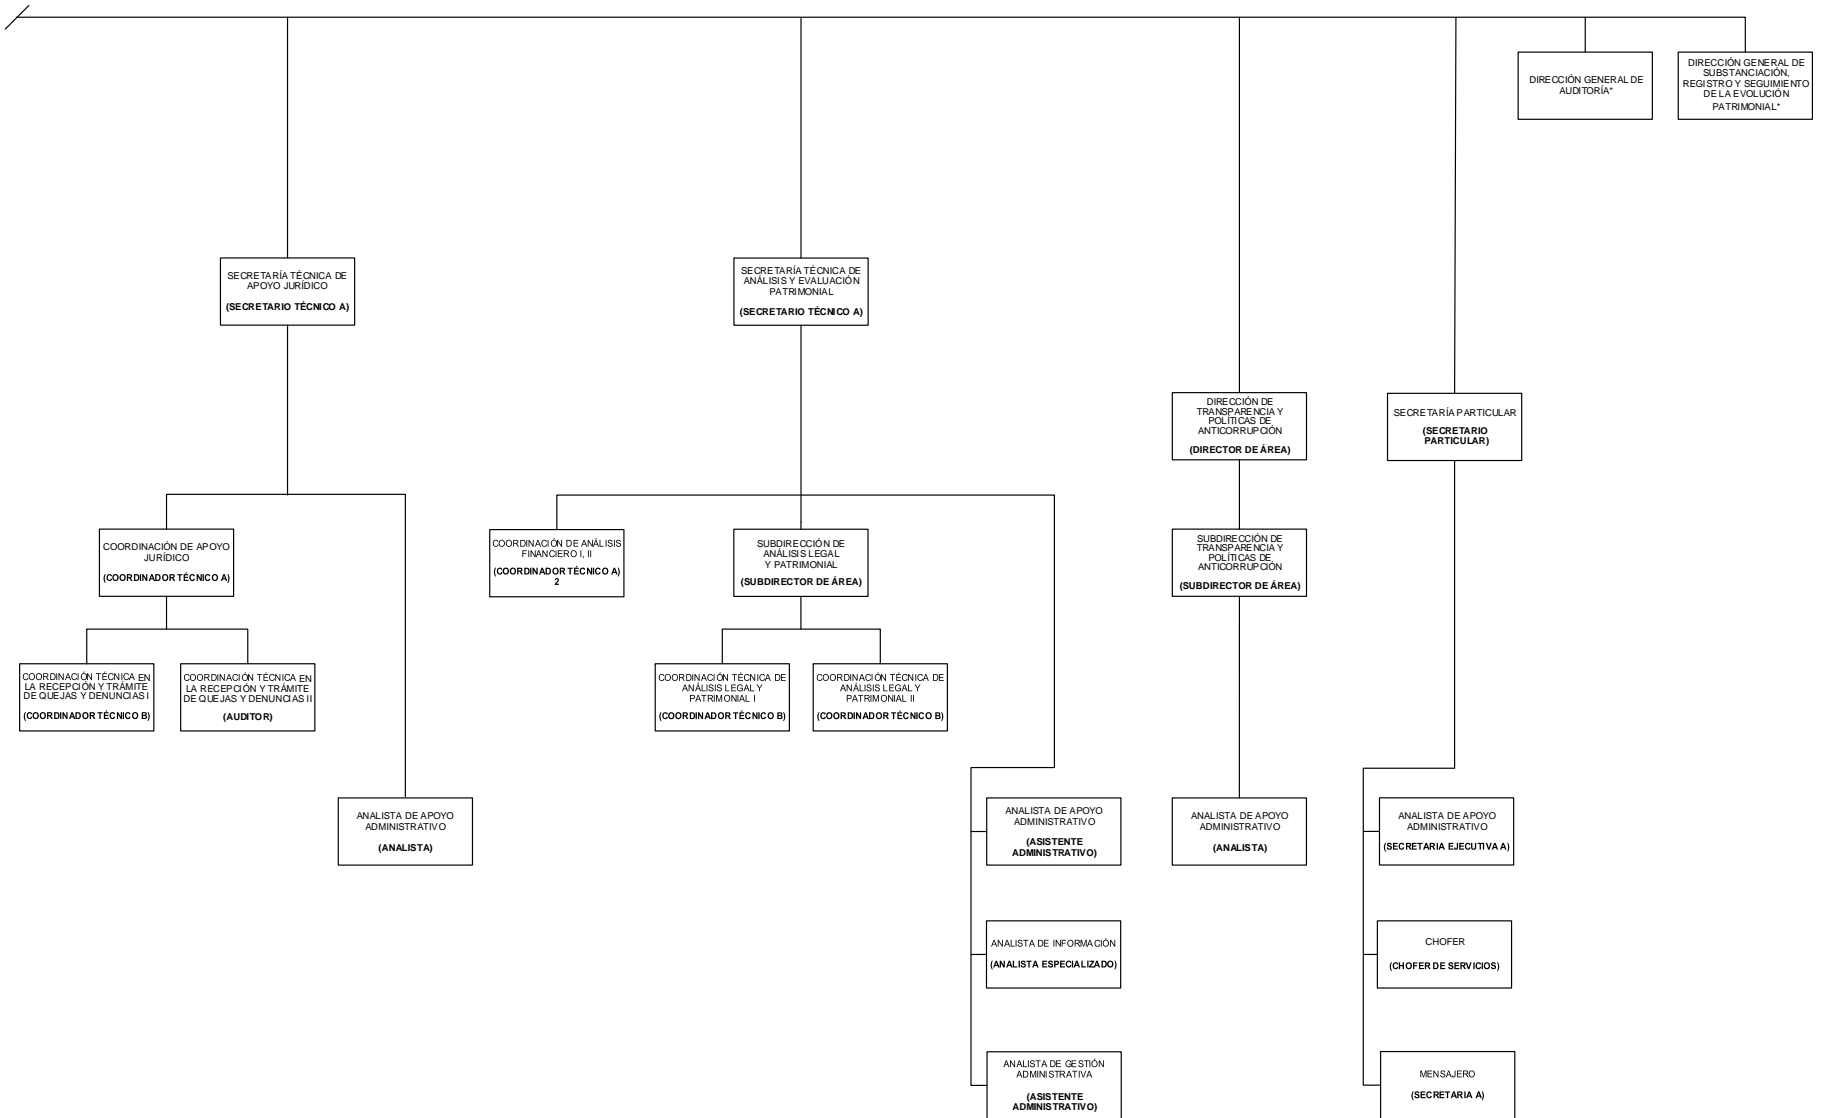 DIRECCIÓN GENERAL DE
AUDITORÍA*
DIRECCIÓN GENERAL DE
SUBSTANCIACIÓN,
REGISTRO Y SEGUIMIENTO
DE LA EVOLUCIÓN
PATRIMONIAL*
SECRETARÍA TÉCNICA DE
APOYO JURÍDICO
(SECRETARIO TÉCNICO A)
SECRETARÍA TÉCNICA DE
ANÁLISIS Y EVALUACIÓN
PATRIMONIAL
(SECRETARIO TÉCNICO A)
DIRECCIÓN DE
TRANSPARENCIA Y
POLÍTICAS DE
ANTICORRUPCIÓN
(DIRECTOR DE ÁREA)
SECRETARÍA PARTICULAR
(SECRETARIO
PARTICULAR)
COORDINACIÓN DE APOYO
JURÍDICO
(COORDINADOR TÉCNICO A)
COORDINACIÓN DE ANÁLISIS
FINANCIERO I, II
(COORDINADOR TÉCNICO A)
2
SUBDIRECCIÓN DE
ANÁLISIS LEGAL
Y PATRIMONIAL
(SUBDIRECTOR DE ÁREA)
SUBDIRECCIÓN DE
TRANSPARENCIA Y
POLÍTICAS DE
ANTICORRUPCIÓN
(SUBDIRECTOR DE ÁREA)
COORDINACIÓN TÉCNICA EN
LA RECEPCIÓN Y TRÁMITE
DE QUEJAS Y DENUNCIAS I
(COORDINADOR TÉCNICO B)
COORDINACIÓN TÉCNICA EN
LA RECEPCIÓN Y TRÁMITE
DE QUEJAS Y DENUNCIAS II
(AUDITOR)
COORDINACIÓN TÉCNICA DE
ANÁLISIS LEGAL Y
PATRIMONIAL I
(COORDINADOR TÉCNICO B)
COORDINACIÓN TÉCNICA DE
ANÁLISIS LEGAL Y
PATRIMONIAL II
(COORDINADOR TÉCNICO B)
ANALISTA DE APOYO
ADMINISTRATIVO
(ANALISTA)
ANALISTA DE APOYO
ADMINISTRATIVO
(ASISTENTE
ADMINISTRATIVO)
ANALISTA DE APOYO
ADMINISTRATIVO
(ANALISTA)
ANALISTA DE APOYO
ADMINISTRATIVO
(SECRETARIA EJECUTIVA A)
ANALISTA DE INFORMACIÓN
(ANALISTA ESPECIALIZADO)
CHOFER
(CHOFER DE SERVICIOS)
ANALISTA DE GESTIÓN
ADMINISTRATIVA
(ASISTENTE
ADMINISTRATIVO)
MENSAJERO
(SECRETARIA A)